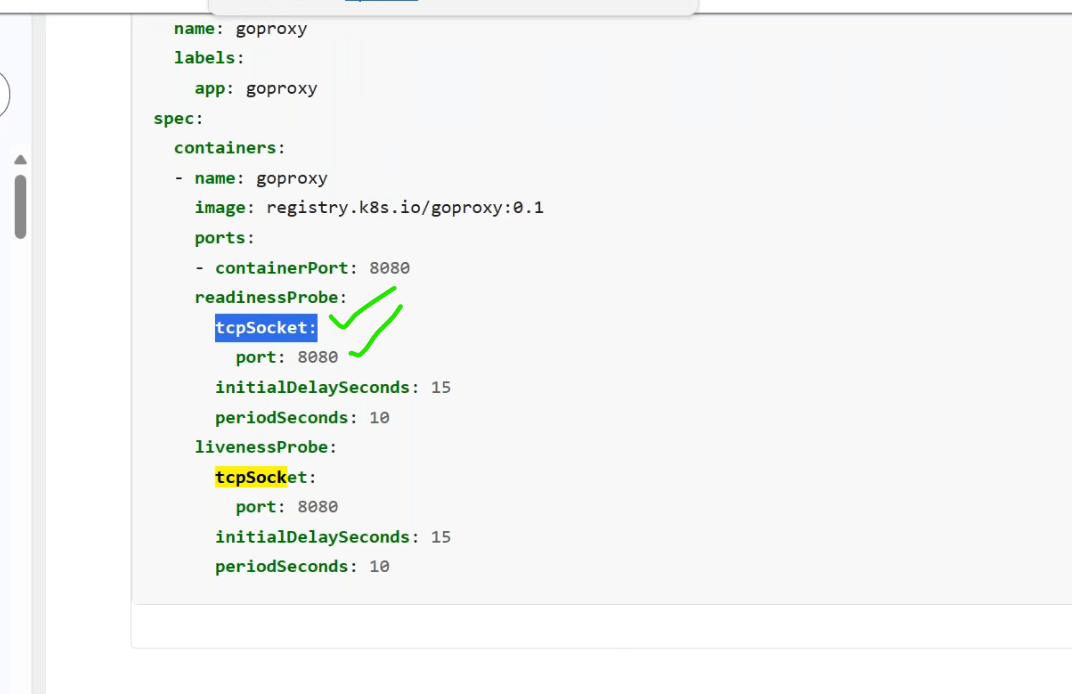 name: goproxy
labels:
app: goproxy
spec:
containers:
- name: goproxy
image: registry.k8s.io/goproxy:0.1
ports:
- containerPort: 8080
readinessProbe:
tcpSocket:
port: 8080
initialDelaySeconds: 15
periodSeconds: 10
livenessProbe:
tcpSocket:
port: 8080
initialDelaySeconds: 15
periodSeconds: 10